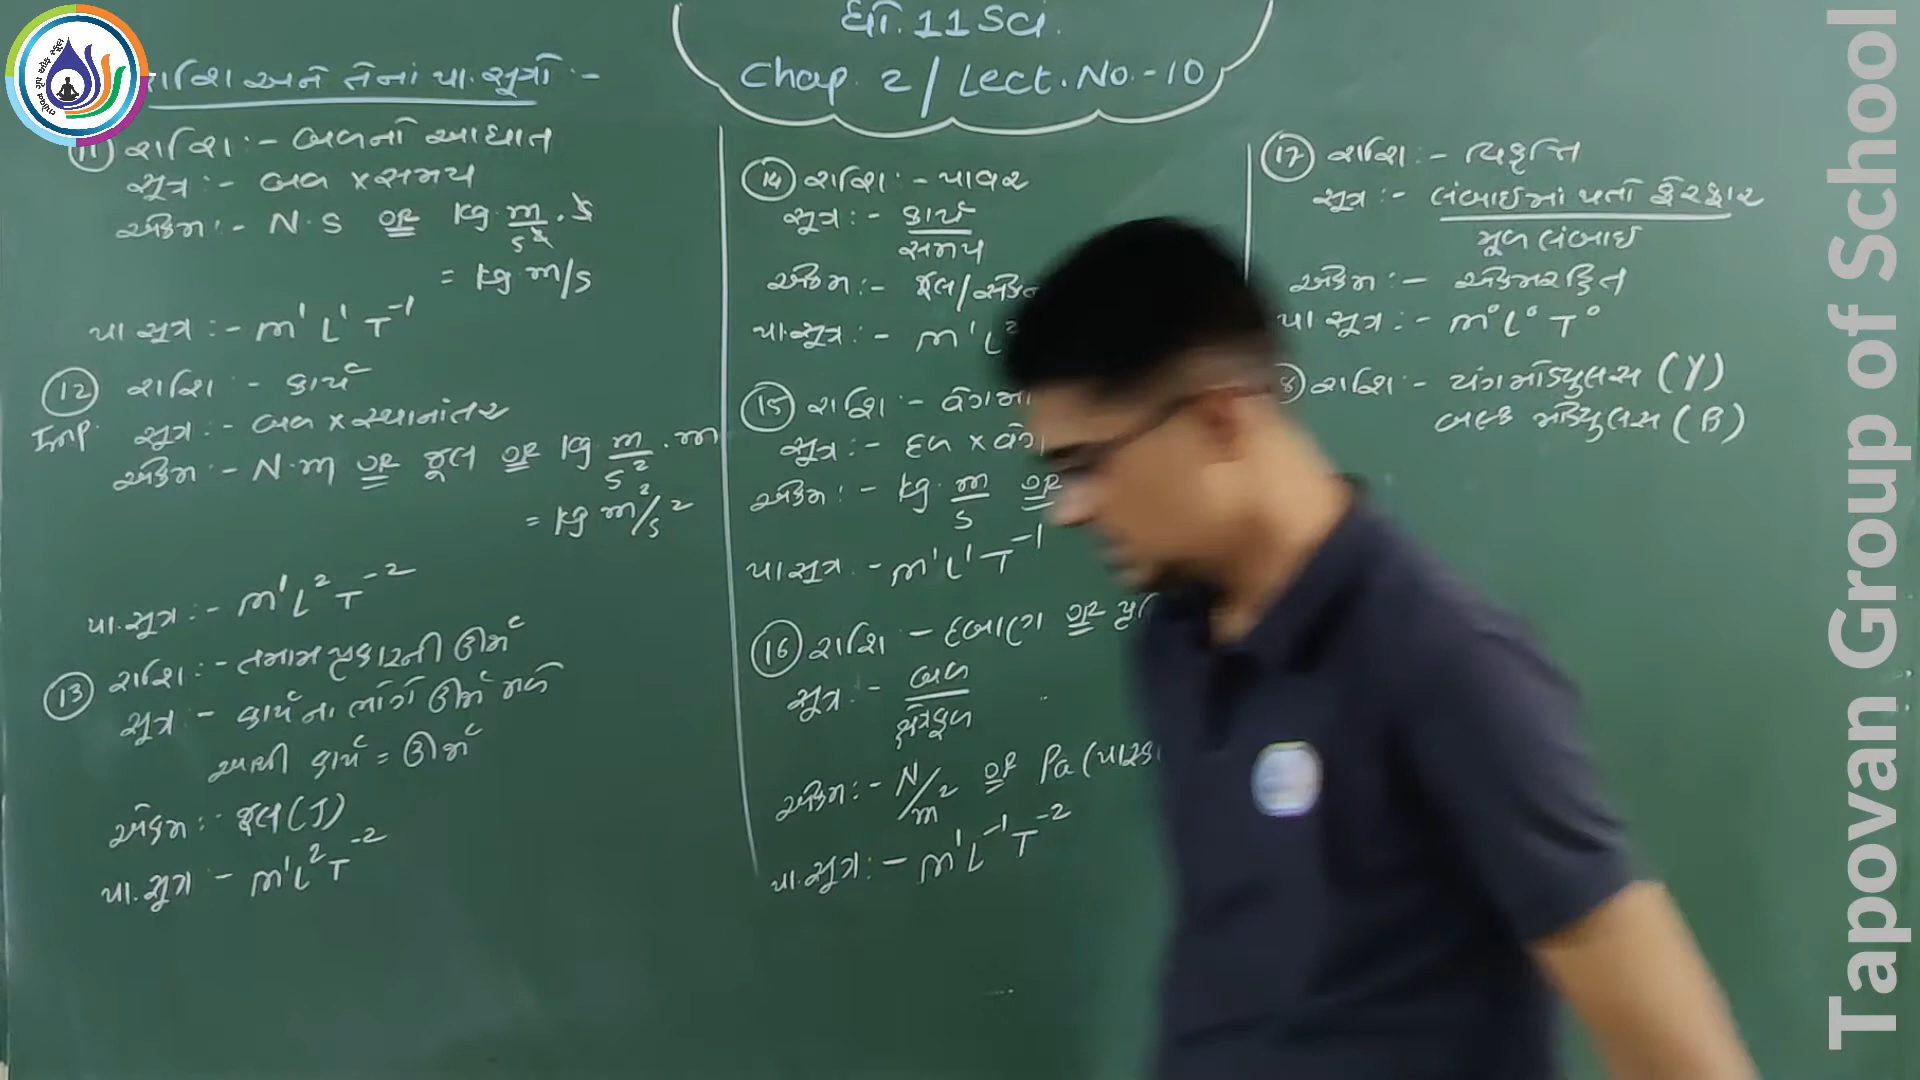 ધો. 11 Sci.
Chap. 2 / Lect. No. - 10
રાશિ અને તેનાં પા. સૂત્રો :-
11 રાશિ :- બળનો આઘાત
સૂત્ર :- બળ × સમય
એકમ :- N·s OR kg m/s² · s
= kg m/s
પા સૂત્ર :- M¹ L¹ T⁻¹
12 રાશિ :- કાર્ય
Imp. સૂત્ર :- બળ × સ્થાનાંતર
એકમ :- N·m OR જૂલ OR kg m/s² · m
= kg m²/s²
પા. સૂત્ર :- M¹ L² T⁻²
13 રાશિ :- તમામ પ્રકારની ઊર્જા
સૂત્ર :- કાર્યના ભોગે ઊર્જા મળે
આથી કાર્ય = ઊર્જા
એકમ :- જૂલ (J)
પા. સૂત્ર :- M¹ L² T⁻²
14 રાશિ :- પાવર
સૂત્ર :- કાર્ય / સમય
એકમ :- જૂલ/
પા. સૂત્ર :- M¹ L²
15 રાશિ :-
સૂત્ર :- દળ ×
એકમ :- kg m/s OR
પા સૂત્ર :- M¹ L¹ T⁻¹
16 રાશિ - દબાણ OR
સૂત્ર :- બળ / ક્ષેત્રફળ
એકમ :- N/m² OR Pa
પા. સૂત્ર :- M¹ L⁻¹ T⁻²
17 રાશિ :- વિકૃતિ
સૂત્ર :- લંબાઈમાં થતો ફેરફાર / મૂળ લંબાઈ
એકમ :- એકમરહિત
પા સૂત્ર :- M⁰ L⁰ T⁰
રાશિ :- યંગ મોડ્યુલસ (Y)
બલ્ક મોડ્યુલસ (B)
Tapovan Group of School